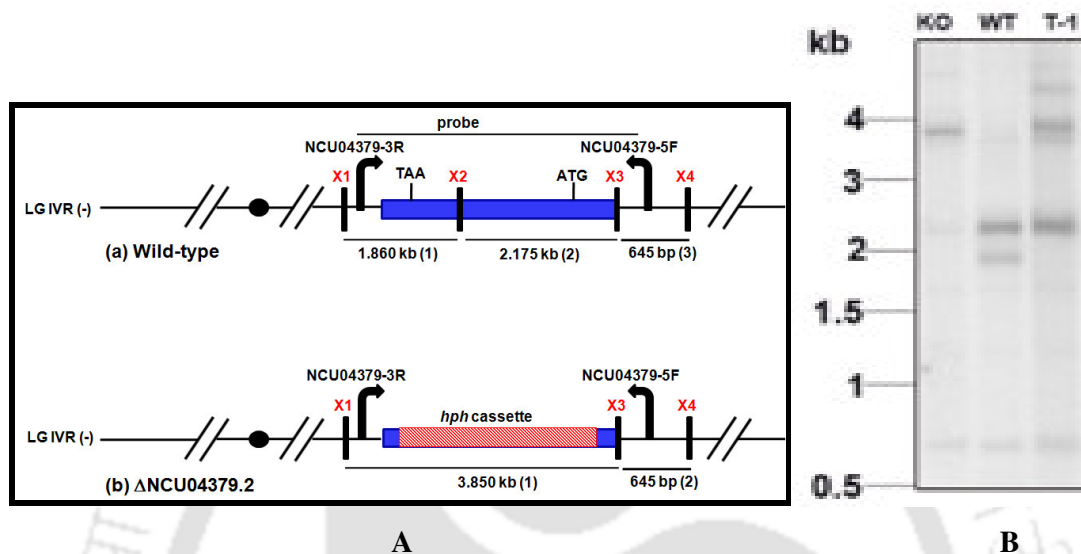 probe
NCU04379-3R NCU04379-5F
X1 TAA X2 ATG X3 X4
LG IVR (-)
1.860 kb (1) 2.175 kb (2) 645 bp (3)
(a) Wild-type
NCU04379-3R NCU04379-5F
X1 hph cassette X3 X4
LG IVR (-)
3.850 kb (1) 645 bp (2)
(b) ΔNCU04379.2
A
KO WT T-1
kb
4
3
2
1.5
1
0.5
B